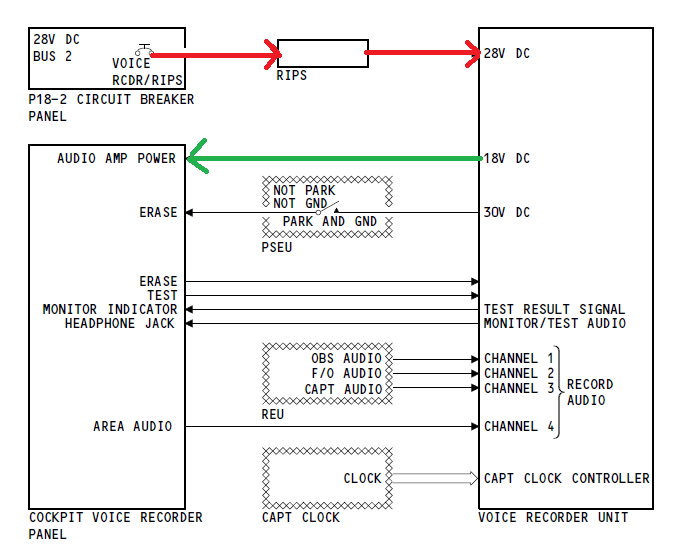 28V DC
BUS 2
VOICE
RCDR/RIPS
P18-2 CIRCUIT BREAKER
PANEL
RIPS
28V DC
AUDIO AMP POWER
18V DC
NOT PARK
NOT GND
PARK AND GND
PSEU
ERASE
30V DC
ERASE
TEST
MONITOR INDICATOR
HEADPHONE JACK
TEST RESULT SIGNAL
MONITOR/TEST AUDIO
OBS AUDIO
F/O AUDIO
CAPT AUDIO
REU
CHANNEL 1
CHANNEL 2
CHANNEL 3
RECORD
AUDIO
AREA AUDIO
CHANNEL 4
CLOCK
CAPT CLOCK CONTROLLER
COCKPIT VOICE RECORDER
PANEL
CAPT CLOCK
VOICE RECORDER UNIT